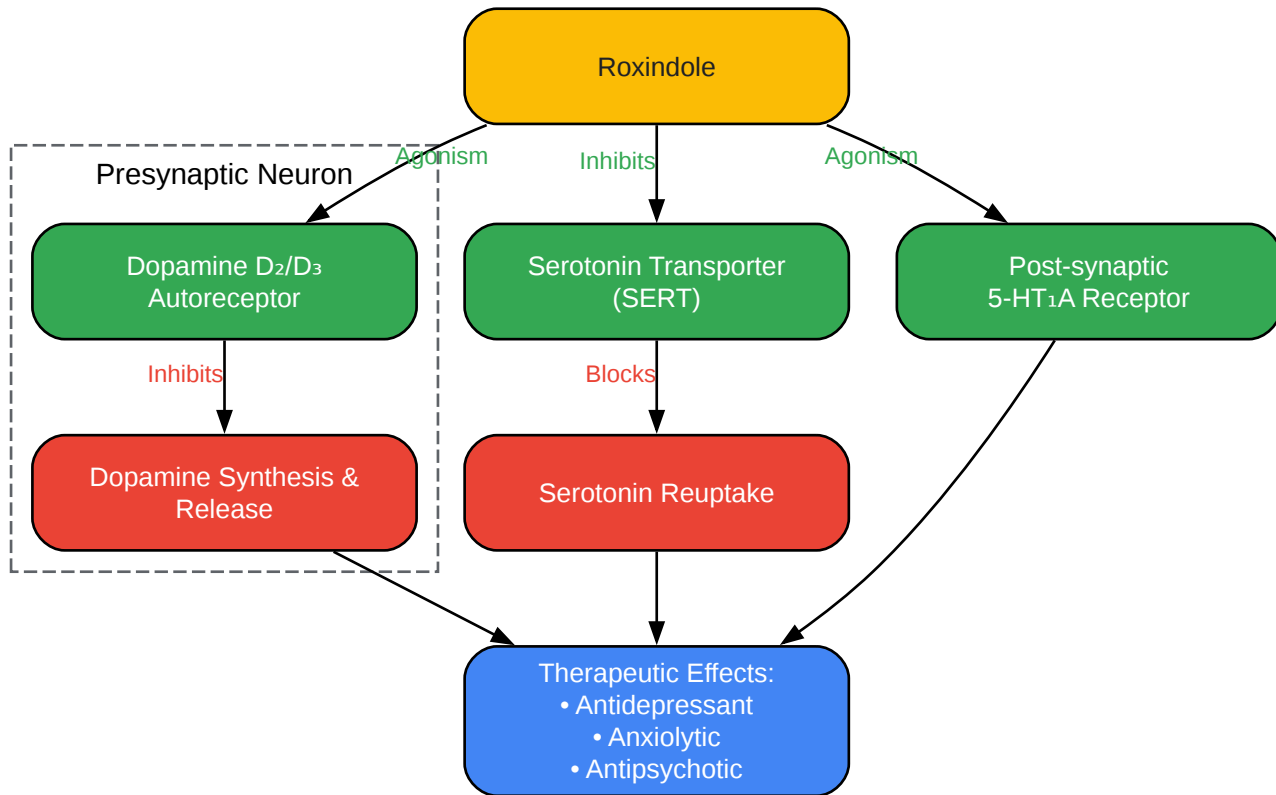 Roxindole
Agonism
Inhibits
Agonism
Presynaptic Neuron
Dopamine D₂/D₃
Autoreceptor
Serotonin Transporter
(SERT)
Post-synaptic
5-HT₁A Receptor
Inhibits
Blocks
Dopamine Synthesis &
Release
Serotonin Reuptake
Therapeutic Effects:
• Antidepressant
• Anxiolytic
• Antipsychotic